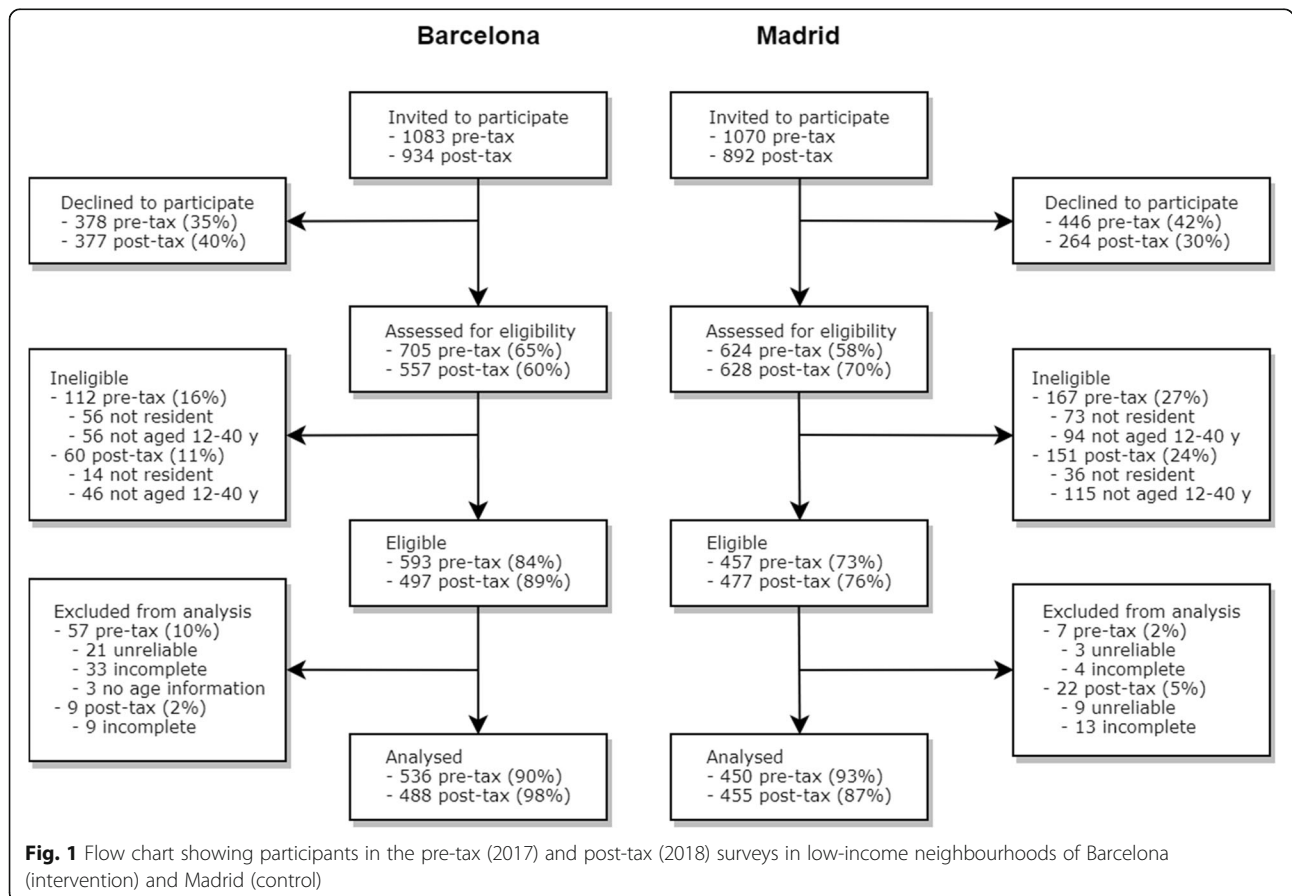 Barcelona
Madrid
Invited to participate
- 1083 pre-tax
- 934 post-tax
Invited to participate
- 1070 pre-tax
- 892 post-tax
Declined to participate
- 378 pre-tax (35%)
- 377 post-tax (40%)
Declined to participate
- 446 pre-tax (42%)
- 264 post-tax (30%)
Assessed for eligibility
- 705 pre-tax (65%)
- 557 post-tax (60%)
Assessed for eligibility
- 624 pre-tax (58%)
- 628 post-tax (70%)
Ineligible
- 112 pre-tax (16%)
- 56 not resident
- 56 not aged 12-40 y
- 60 post-tax (11%)
- 14 not resident
- 46 not aged 12-40 y
Ineligible
- 167 pre-tax (27%)
- 73 not resident
- 94 not aged 12-40 y
- 151 post-tax (24%)
- 36 not resident
- 115 not aged 12-40 y
Eligible
- 593 pre-tax (84%)
- 497 post-tax (89%)
Eligible
- 457 pre-tax (73%)
- 477 post-tax (76%)
Excluded from analysis
- 57 pre-tax (10%)
- 21 unreliable
- 33 incomplete
- 3 no age information
- 9 post-tax (2%)
- 9 incomplete
Excluded from analysis
- 7 pre-tax (2%)
- 3 unreliable
- 4 incomplete
- 22 post-tax (5%)
- 9 unreliable
- 13 incomplete
Analysed
- 536 pre-tax (90%)
- 488 post-tax (98%)
Analysed
- 450 pre-tax (93%)
- 455 post-tax (87%)
Fig. 1 Flow chart showing participants in the pre-tax (2017) and post-tax (2018) surveys in low-income neighbourhoods of Barcelona
(intervention) and Madrid (control)